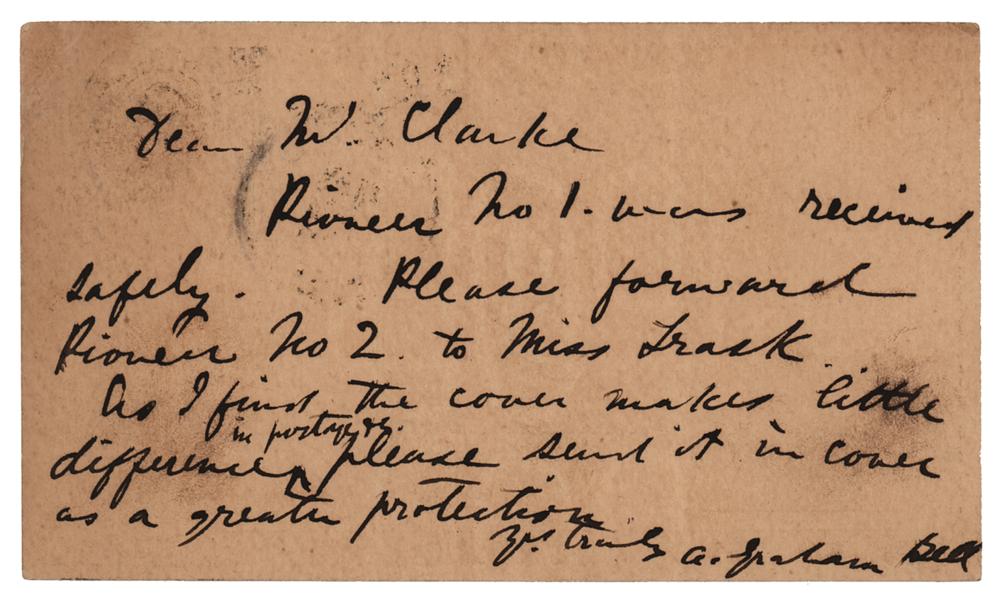 Dear Mr. Clarke
Pioneer No 1. was received
safely. Please forward
Pioneer No 2. to Miss Trask.
As I find the cover makes little
in postage
difference, please send it in cover
as a greater protection
Yrs truly A. Graham Bell